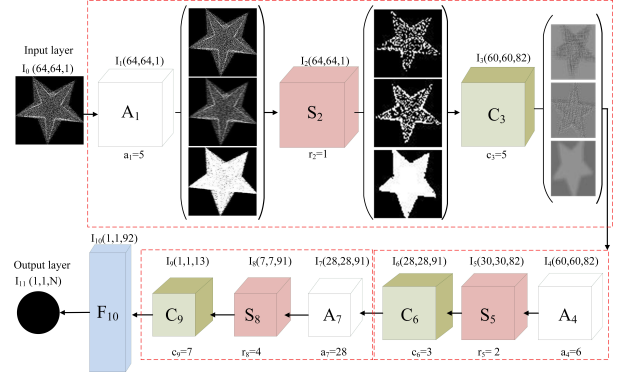 Input layer
I₀ (64,64,1)
I₁(64,64,1)
A₁
a₁=5
I₂(64,64,1)
S₂
r₂=1
I₃(60,60,82)
C₃
c₃=5
I₄(60,60,82)
A₄
a₄=6
I₅(30,30,82)
S₅
r₅= 2
I₆(28,28,91)
C₆
c₆=3
I₇(28,28,91)
A₇
a₇=28
I₈(7,7,91)
S₈
r₈=4
I₉(1,1,13)
C₉
c₉=7
I₁₀(1,1,92)
F₁₀
Output layer
I₁₁ (1,1,N)